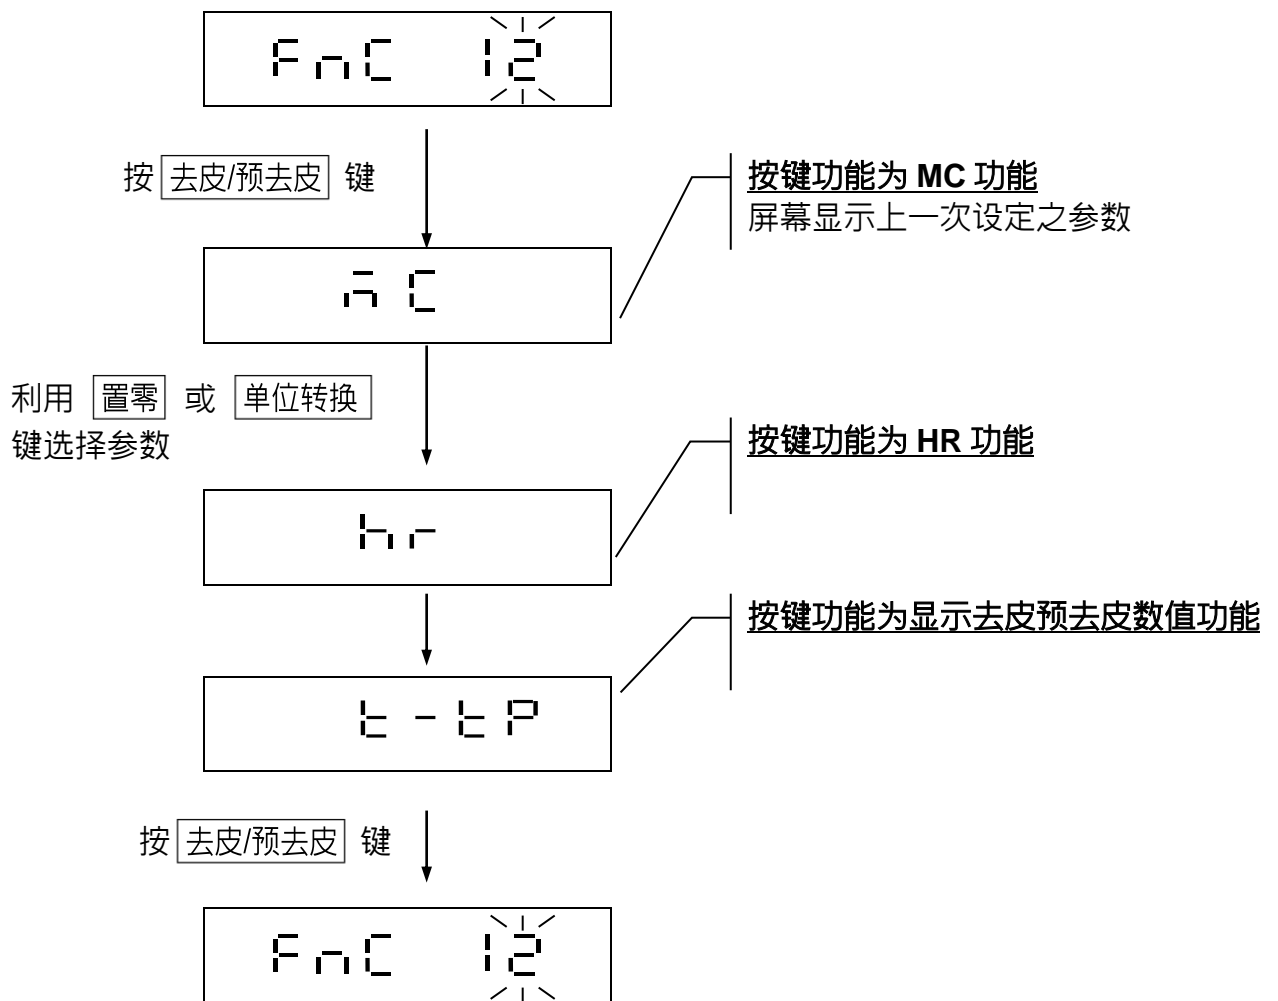 FnC 12
按 去皮/预去皮 键
按键功能为 MC 功能
屏幕显示上一次设定之参数
n̄ C
利用 置零 或 单位转换
键选择参数
按键功能为 HR 功能
hr
按键功能为显示去皮预去皮数值功能
t-tP
按 去皮/预去皮 键
FnC 12